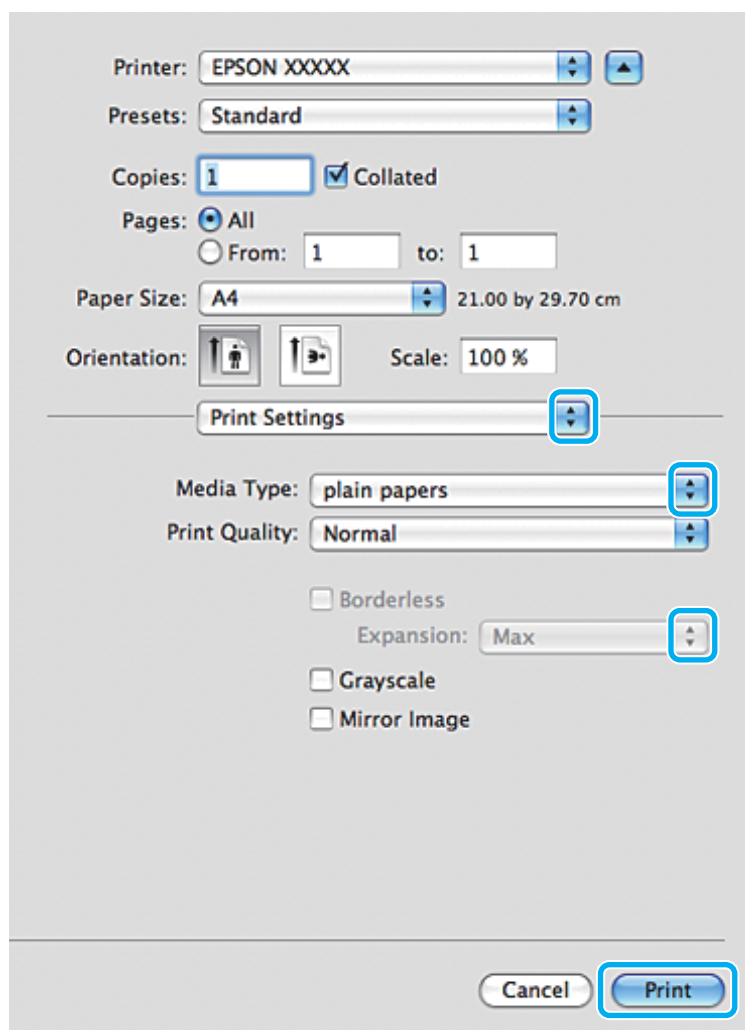 Printer: EPSON XXXXX
Presets: Standard
Copies: 1 Collated
Pages: All
From: 1 to: 1
Paper Size: A4 21.00 by 29.70 cm
Orientation: Scale: 100 %
Print Settings
Media Type: plain papers
Print Quality: Normal
Borderless
Expansion: Max
Grayscale
Mirror Image
Cancel Print